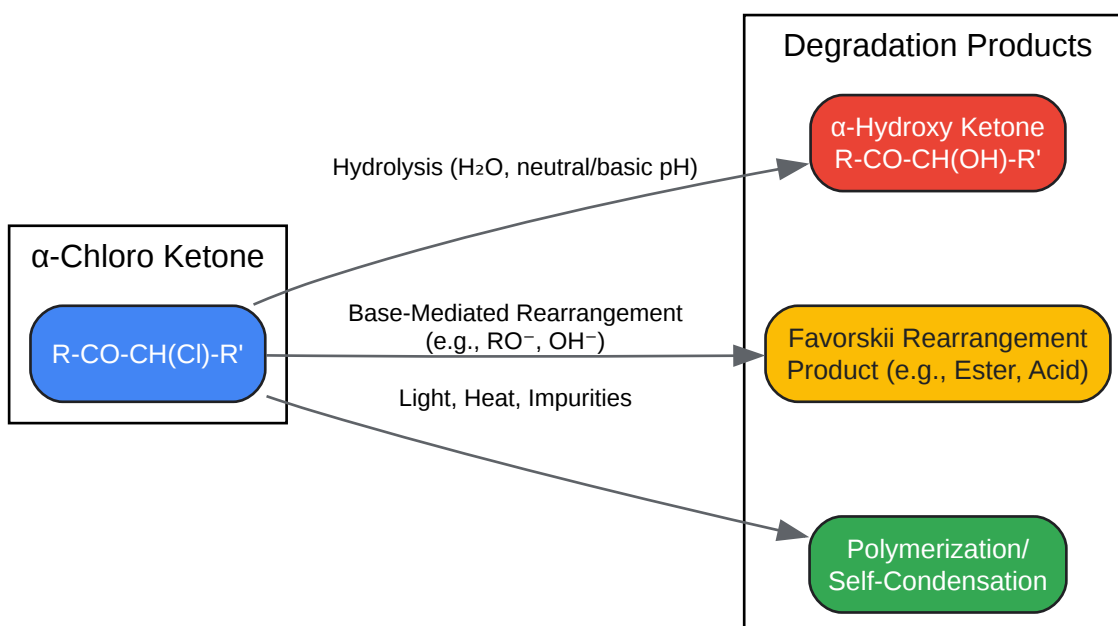 Degradation Products
α-Hydroxy Ketone
R-CO-CH(OH)-R'
Hydrolysis (H₂O, neutral/basic pH)
α-Chloro Ketone
R-CO-CH(Cl)-R'
Base-Mediated Rearrangement
(e.g., RO⁻, OH⁻)
Favorskii Rearrangement
Product (e.g., Ester, Acid)
Light, Heat, Impurities
Polymerization/
Self-Condensation